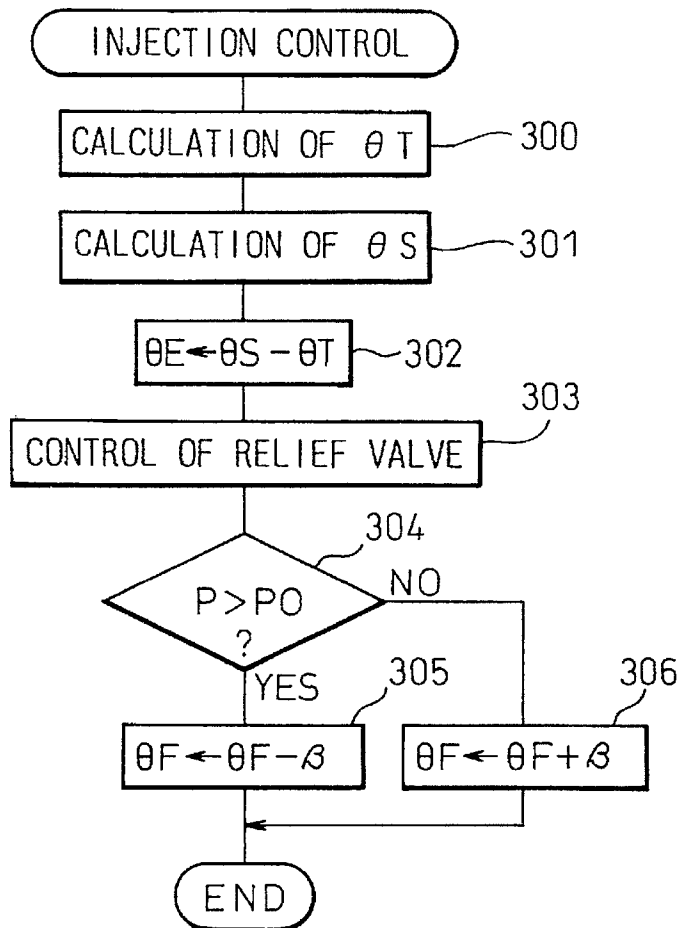 INJECTION CONTROL
CALCULATION OF θT
300
CALCULATION OF θS
301
θE←θS-θT
302
303
CONTROL OF RELIEF VALVE
304
P>PO
?
NO
YES
305
306
θF←θF-β
θF←θF+β
END